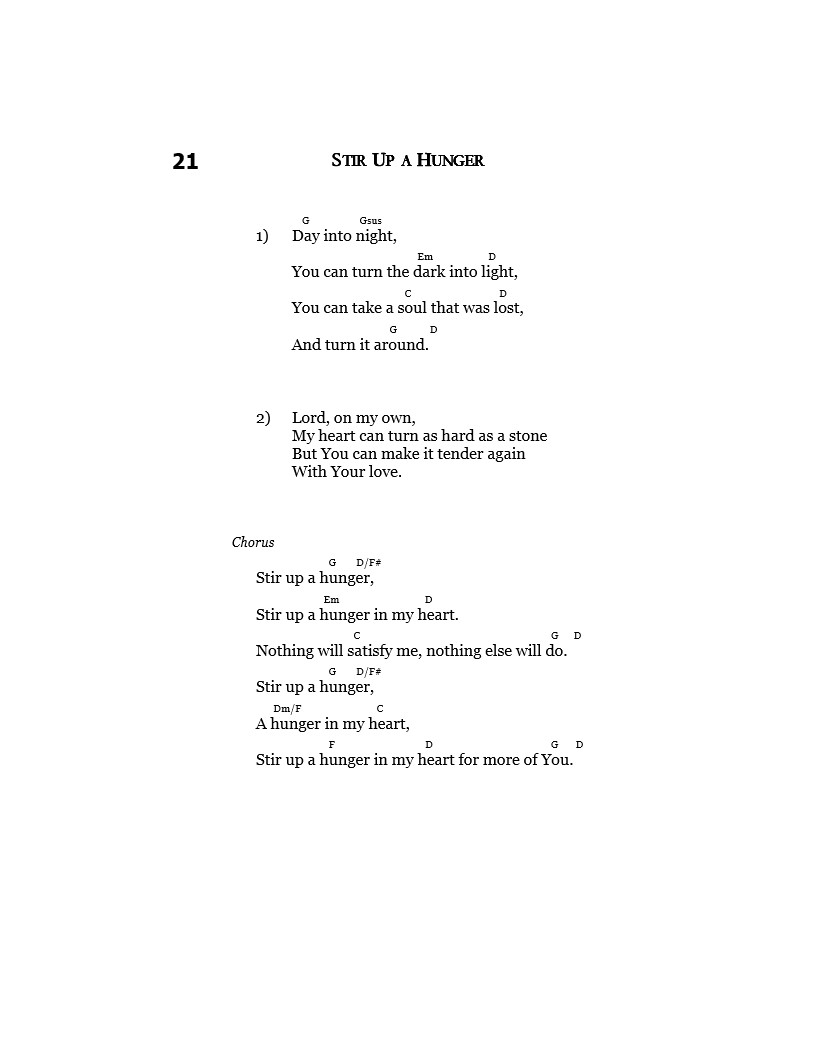 21 STIR UP A HUNGER
G Gsus
1) Day into night,
Em D
You can turn the dark into light,
C D
You can take a soul that was lost,
G D
And turn it around.
2) Lord, on my own,
My heart can turn as hard as a stone
But You can make it tender again
With Your love.
Chorus
G D/F#
Stir up a hunger,
Em D
Stir up a hunger in my heart.
C G D
Nothing will satisfy me, nothing else will do.
G D/F#
Stir up a hunger,
Dm/F C
A hunger in my heart,
F D G D
Stir up a hunger in my heart for more of You.